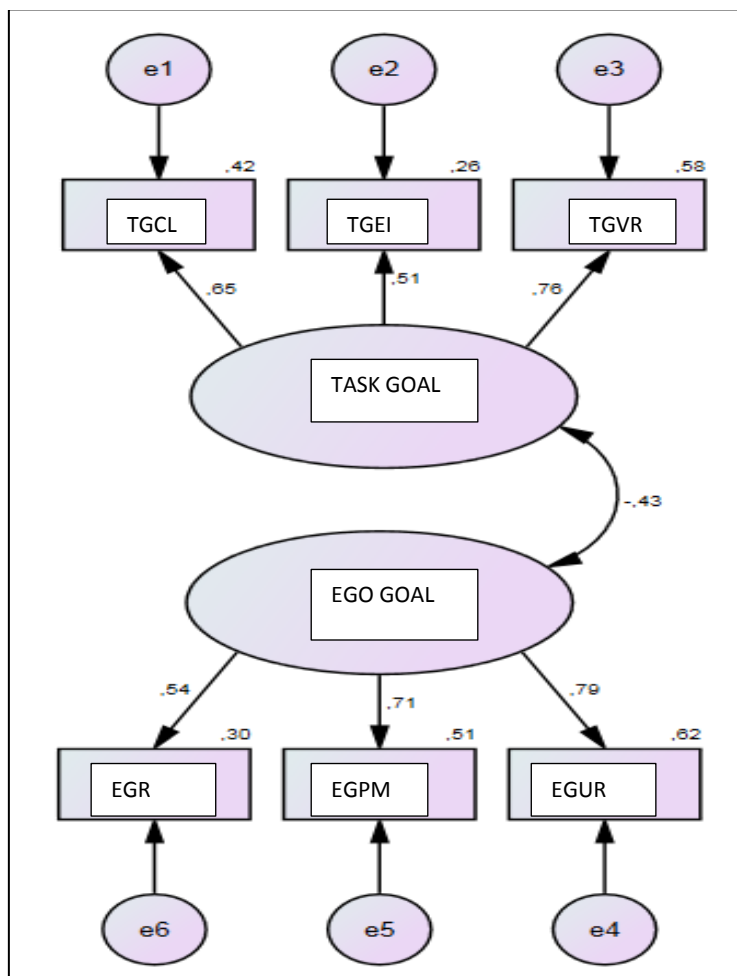 e1 e2 e3
,42 ,26 ,58
TGCL TGEI TGVR
,65 ,51 ,76
TASK GOAL
-,43
EGO GOAL
,54 ,71 ,79
,30 ,51 ,62
EGR EGPM EGUR
e6 e5 e4